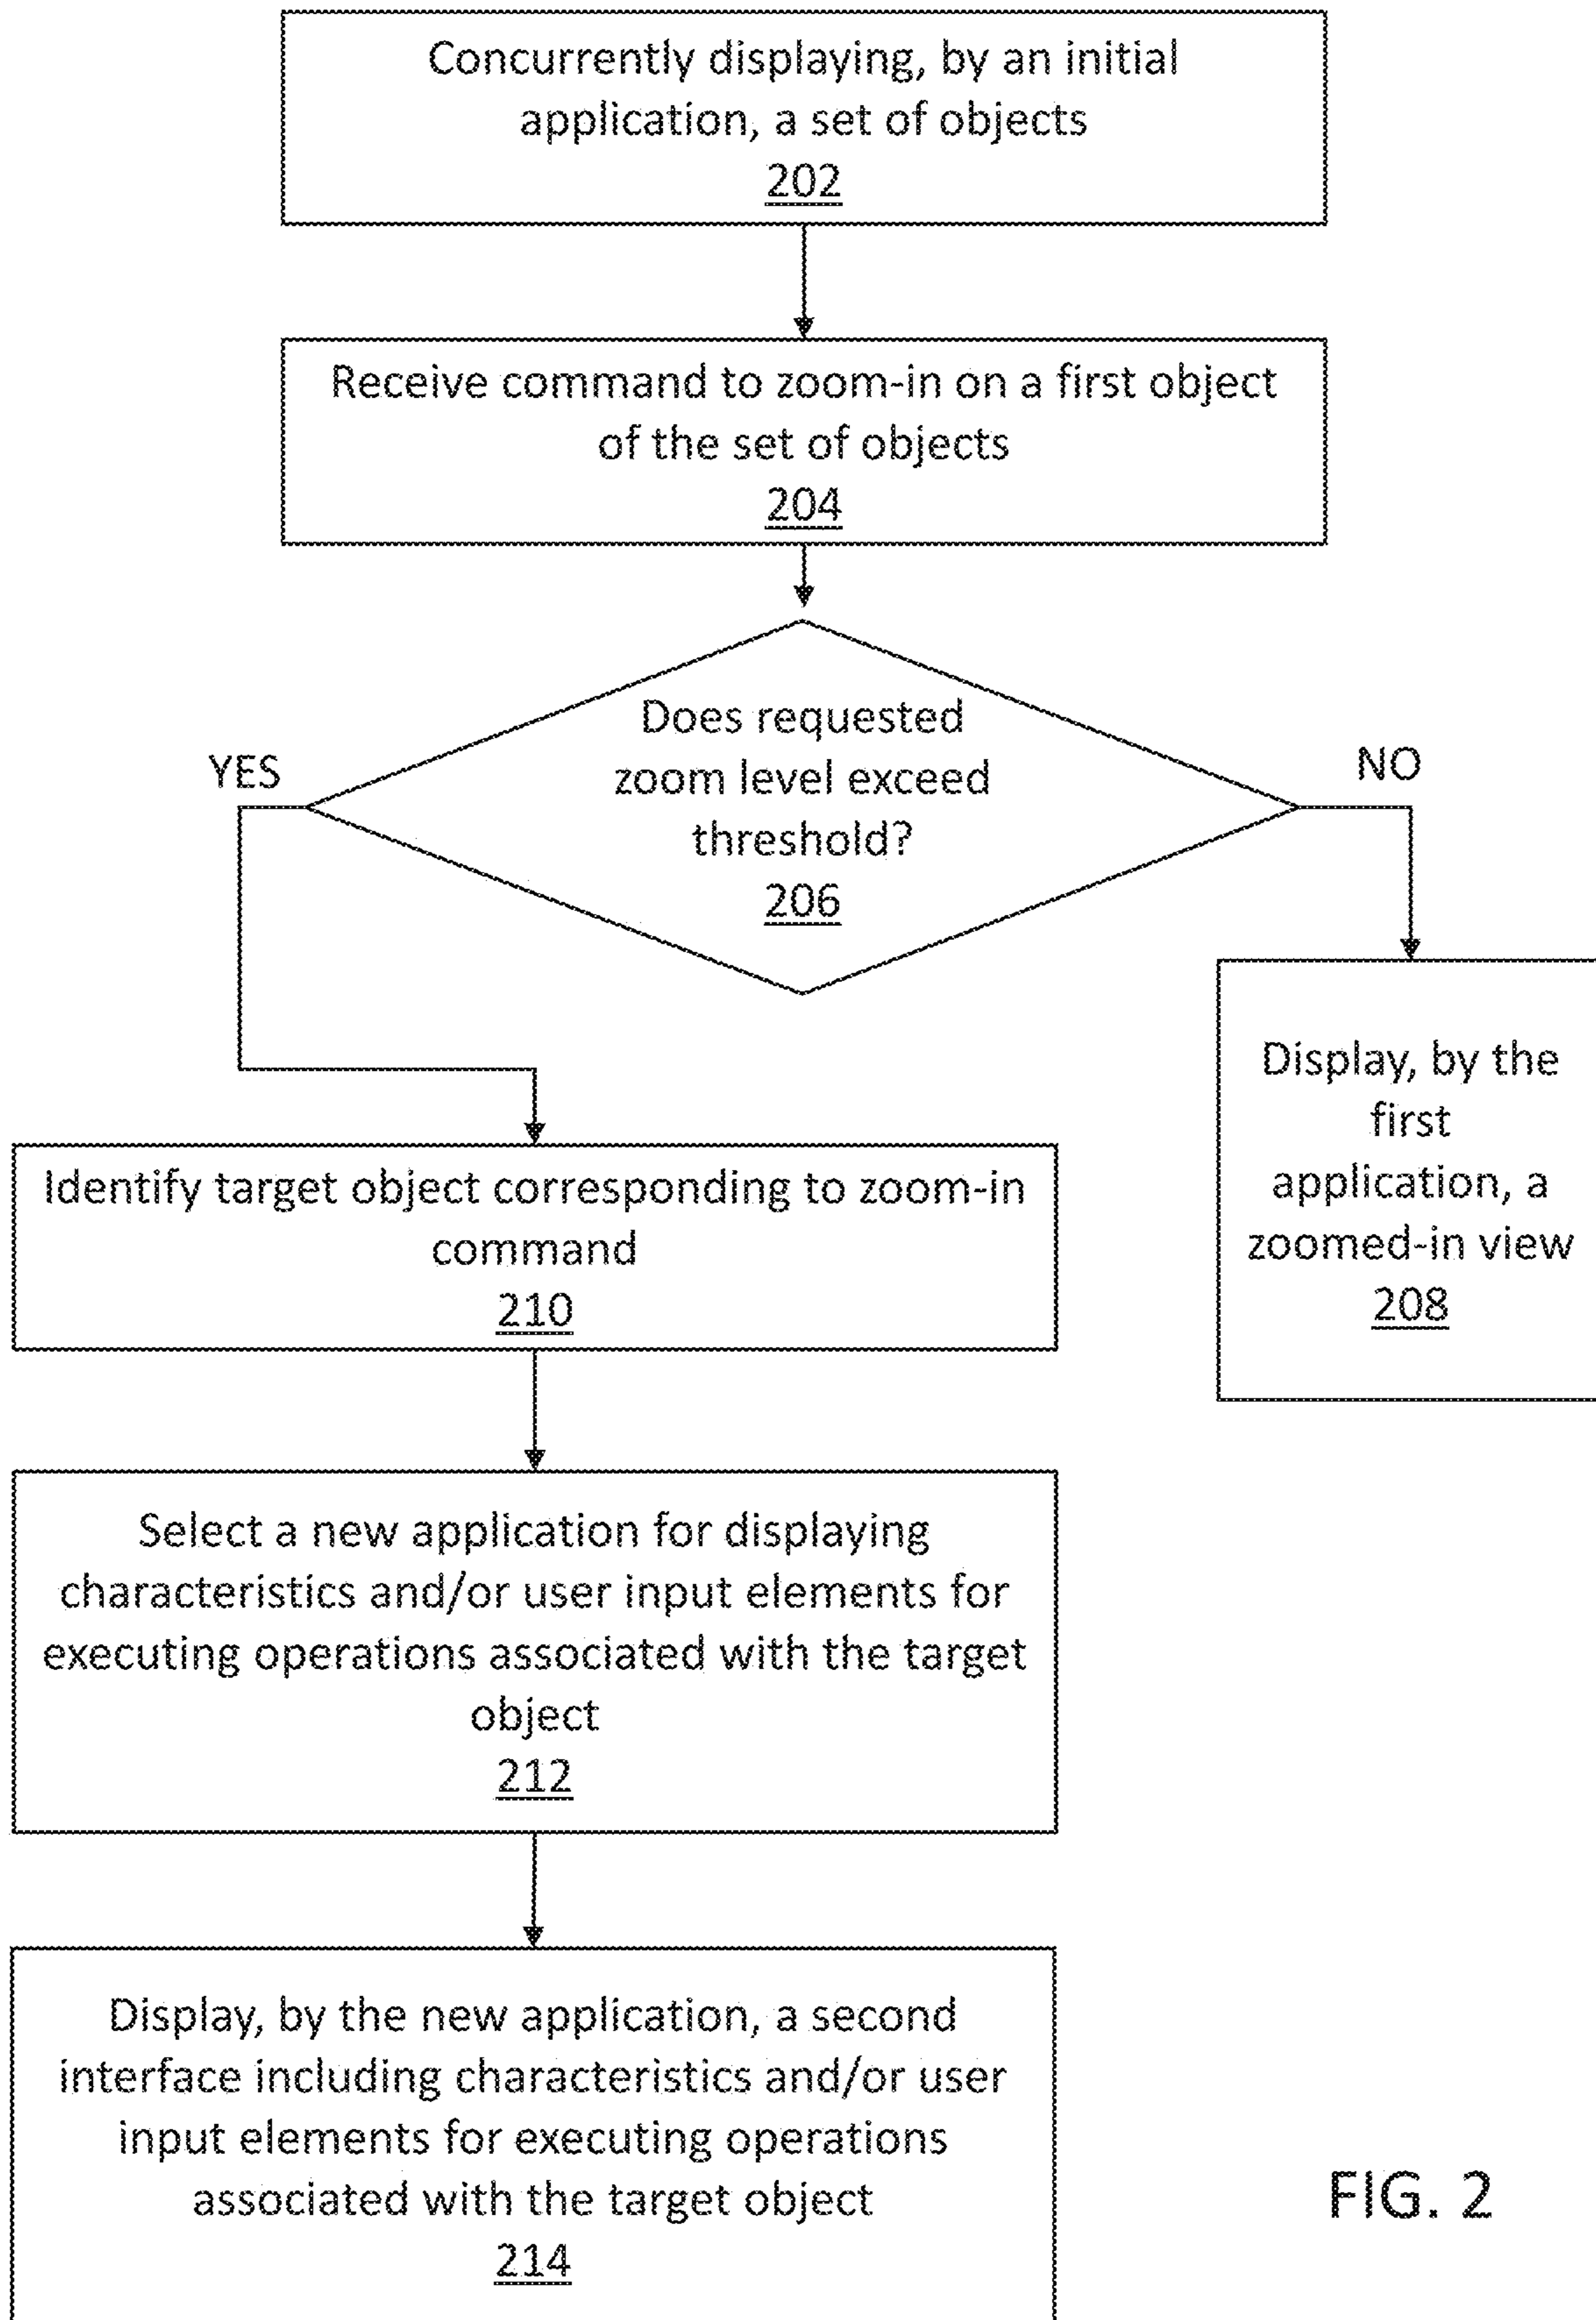 Concurrently displaying, by an initial
application, a set of objects
202
Receive command to zoom-in on a first object
of the set of objects
204
Does requested
zoom level exceed
threshold?
206
YES
NO
Display, by the
first
application, a
zoomed-in view
208
Identify target object corresponding to zoom-in
command
210
Select a new application for displaying
characteristics and/or user input elements for
executing operations associated with the target
object
212
Display, by the new application, a second
interface including characteristics and/or user
input elements for executing operations
associated with the target object
214
FIG. 2